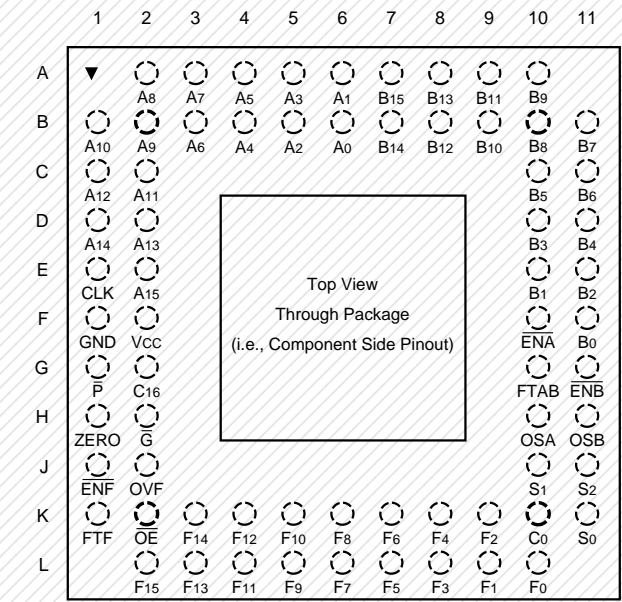 1 2 3 4 5 6 7 8 9 10 11
A ▼
A8 A7 A5 A3 A1 B15 B13 B11 B9
B
A10 A9 A6 A4 A2 A0 B14 B12 B10 B8 B7
C
A12 A11 B5 B6
D
A14 A13 B3 B4
E
CLK A15 B1 B2
Top View
Through Package
(i.e., Component Side Pinout)
F
GND VCC E̅N̅A̅ B0
G
P̅ C16 FTAB E̅N̅B̅
H
ZERO G̅ OSA OSB
J
E̅N̅F̅ OVF S1 S2
K
FTF O̅E̅ F14 F12 F10 F8 F6 F4 F2 C0 S0
L
F15 F13 F11 F9 F7 F5 F3 F1 F0